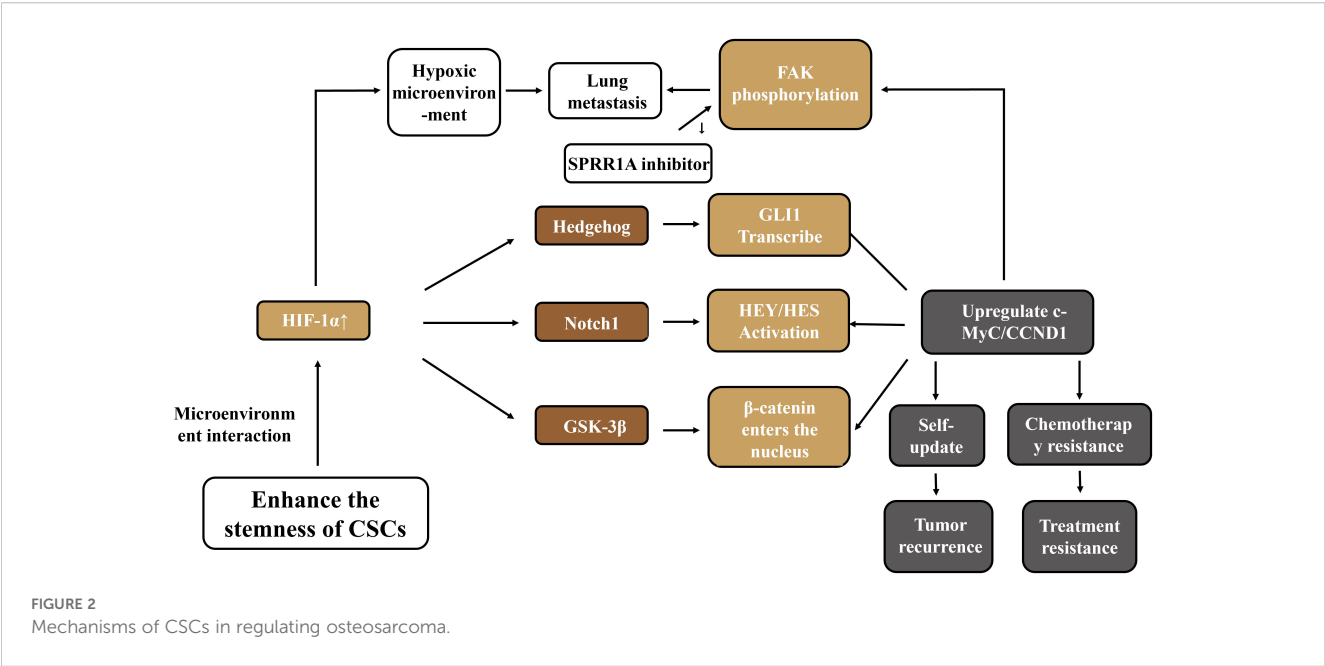 Hypoxic
microenviron
-ment
Lung
metastasis
FAK
phosphorylation
↓
SPRR1A inhibitor
Hedgehog
GLI1
Transcribe
HIF-1α↑
Notch1
HEY/HES
Activation
Upregulate c-
MyC/CCND1
Microenvironm
ent interaction
GSK-3β
β-catenin
enters the
nucleus
Self-
update
Chemotherap
y resistance
Enhance the
stemness of CSCs
Tumor
recurrence
Treatment
resistance
FIGURE 2
Mechanisms of CSCs in regulating osteosarcoma.